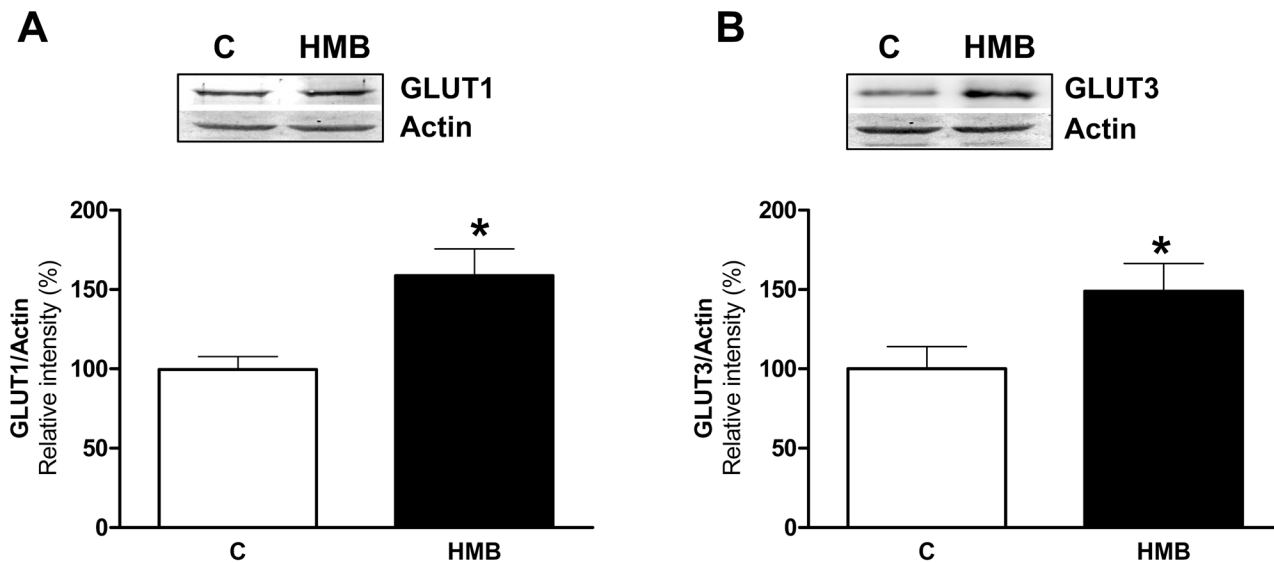 A
C HMB
GLUT1
Actin
GLUT1/Actin
Relative intensity (%)
200
*
150
100
50
0
C HMB
B
C HMB
GLUT3
Actin
GLUT3/Actin
Relative intensity (%)
200
*
150
100
50
0
C HMB